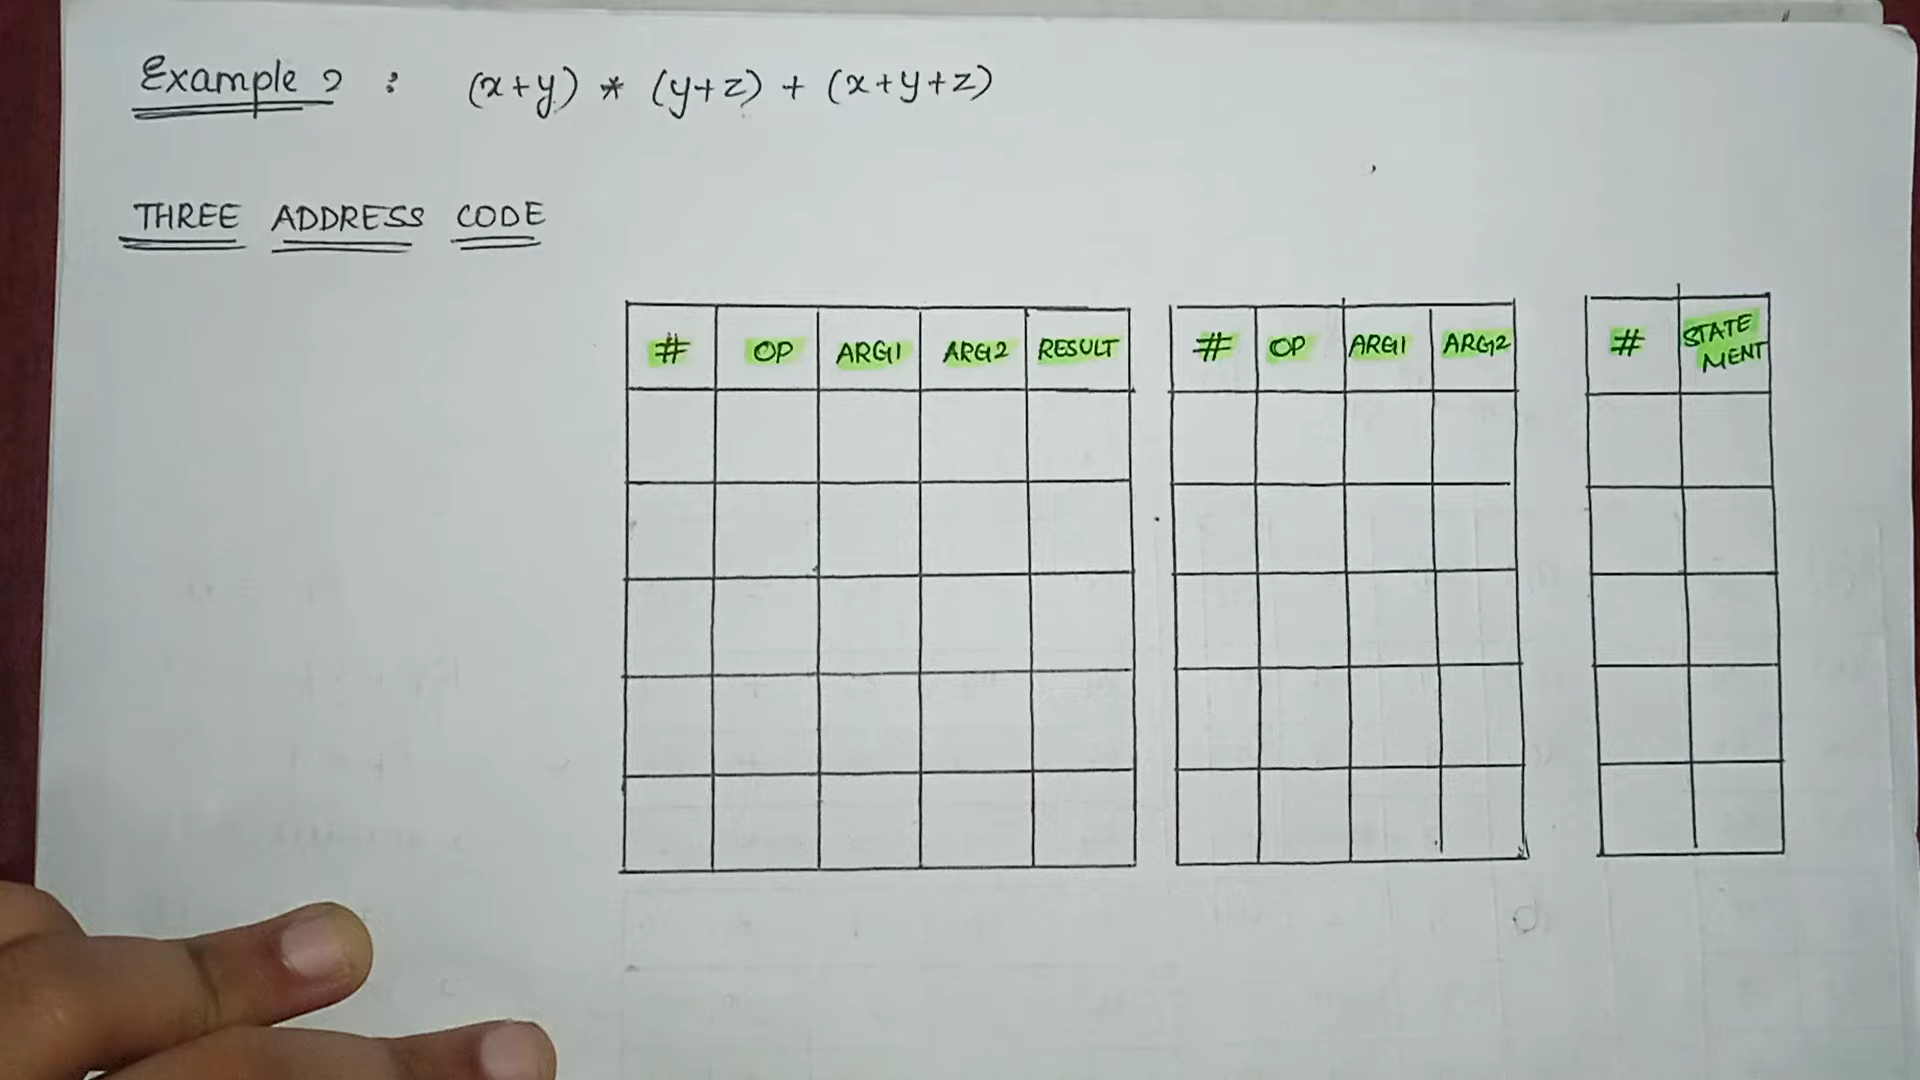 Example 2 : (x+y) * (y+z) + (x+y+z)
THREE ADDRESS CODE
# OP ARG1 ARG2 RESULT # OP ARG1 ARG2 # STATE
MENT